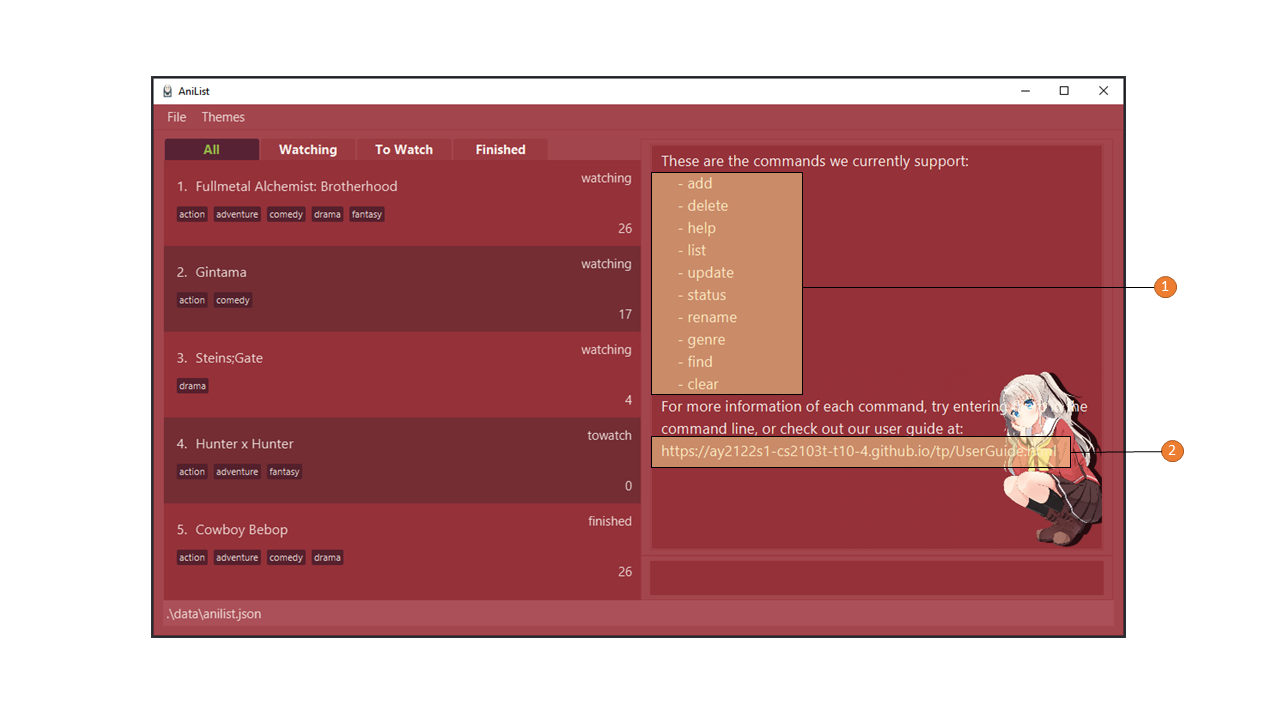 AniList
File Themes
All Watching To Watch Finished
1. Fullmetal Alchemist: Brotherhood
watching
action adventure comedy drama fantasy
26
2. Gintama
watching
action comedy
17
3. Steins;Gate
watching
drama
4
4. Hunter x Hunter
towatch
action adventure fantasy
0
5. Cowboy Bebop
finished
action adventure comedy drama
26
.\data\anilist.json
These are the commands we currently support:
- add
- delete
- help
- list
- update
- status
- rename
- genre
- find
- clear
For more information of each command, try entering the
command line, or check out our user guide at:
https://ay2122s1-cs2103t-t10-4.github.io/tp/UserGuide.html
1
2